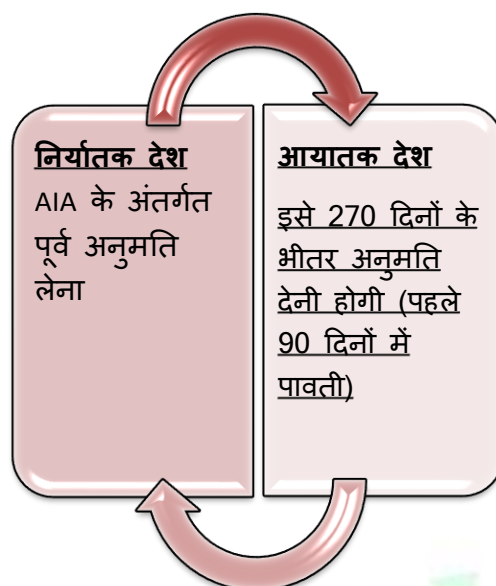 निर्यातक देश
AIA के अंतर्गत
पूर्व अनुमति
लेना
आयातक देश
इसे 270 दिनों के
भीतर अनुमति
देनी होगी (पहले
90 दिनों में
पावती)